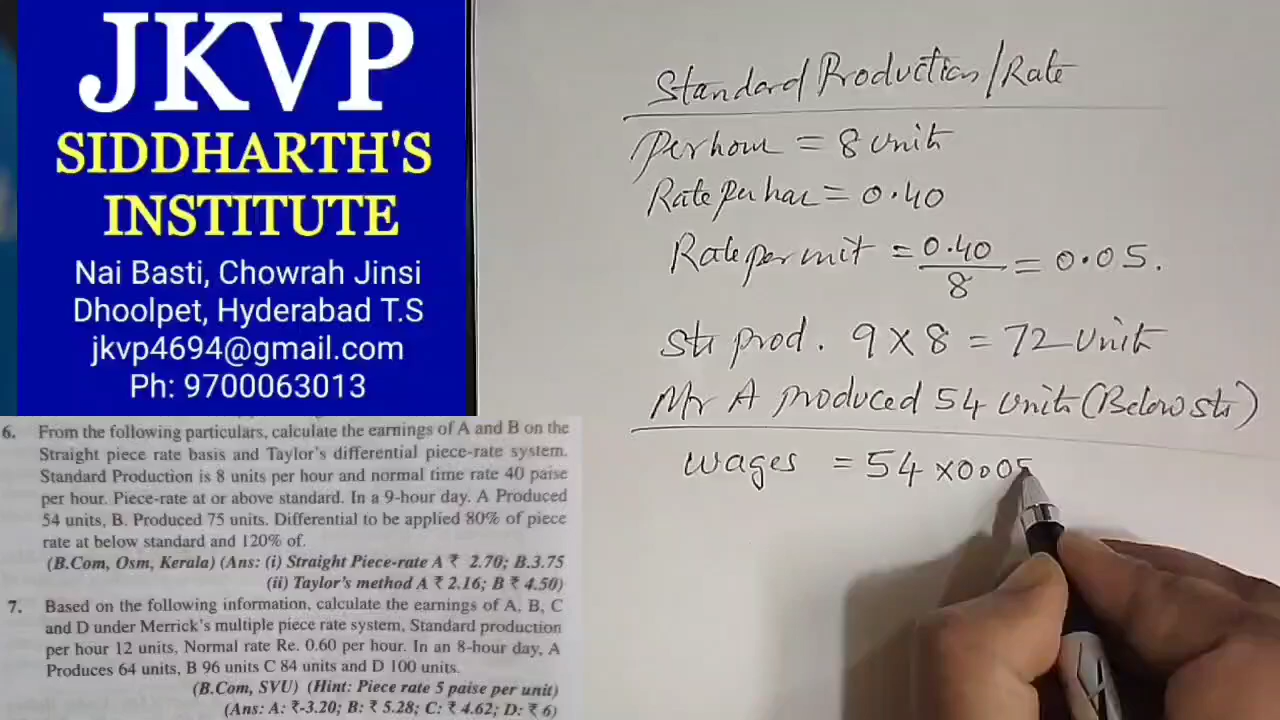 JKVP
SIDDHARTH'S
INSTITUTE
Nai Basti, Chowrah Jinsi
Dhoolpet, Hyderabad T.S
jkvp4694@gmail.com
Ph: 9700063013
6. From the following particulars, calculate the earnings of A and B on the
Straight piece rate basis and Taylor's differential piece-rate system.
Standard Production is 8 units per hour and normal time rate 40 paise
per hour. Piece-rate at or above standard. In a 9-hour day. A Produced
54 units, B. Produced 75 units. Differential to be applied 80% of piece
rate at below standard and 120% of.
(B.Com, Osm, Kerala) (Ans: (i) Straight Piece-rate A ₹ 2.70; B.3.75
(ii) Taylor's method A ₹ 2.16; B ₹ 4.50)
7. Based on the following information, calculate the earnings of A, B, C
and D under Merrick's multiple piece rate system, Standard production
per hour 12 units, Normal rate Re. 0.60 per hour. In an 8-hour day, A
Produces 64 units, B 96 units C 84 units and D 100 units.
(B.Com, SVU) (Hint: Piece rate 5 paise per unit)
(Ans: A: ₹-3.20; B: ₹ 5.28; C: ₹ 4.62; D: ₹ 6)
Standard Production/Rate
Per hour = 8 unit
Rate per hour = 0.40
Rate per unit = 0.40/8 = 0.05.
Str prod. 9 X 8 = 72 Unit
Mr A produced 54 Units (Below str)
Wages = 54 x 0.05